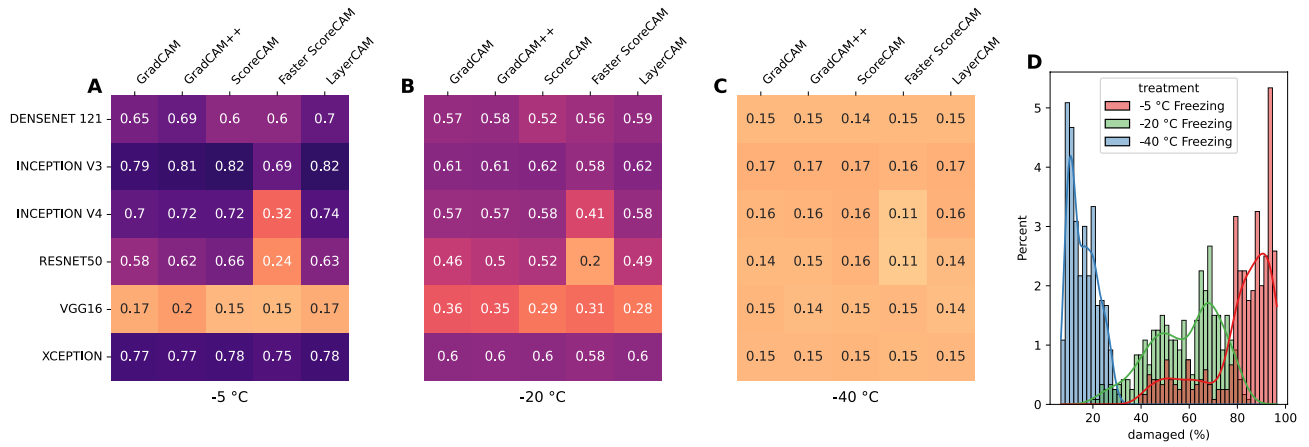 A
GradCAM
GradCAM++
ScoreCAM
Faster ScoreCAM
LayerCAM
DENSENET 121 0.65 0.69 0.6 0.6 0.7
INCEPTION V3 0.79 0.81 0.82 0.69 0.82
INCEPTION V4 0.7 0.72 0.72 0.32 0.74
RESNET50 0.58 0.62 0.66 0.24 0.63
VGG16 0.17 0.2 0.15 0.15 0.17
XCEPTION 0.77 0.77 0.78 0.75 0.78
-5 °C
B
GradCAM
GradCAM++
ScoreCAM
Faster ScoreCAM
LayerCAM
0.57 0.58 0.52 0.56 0.59
0.61 0.61 0.62 0.58 0.62
0.57 0.57 0.58 0.41 0.58
0.46 0.5 0.52 0.2 0.49
0.36 0.35 0.29 0.31 0.28
0.6 0.6 0.6 0.58 0.6
-20 °C
C
GradCAM
GradCAM++
ScoreCAM
Faster ScoreCAM
LayerCAM
0.15 0.15 0.14 0.15 0.15
0.17 0.17 0.17 0.16 0.17
0.16 0.16 0.16 0.11 0.16
0.14 0.15 0.16 0.11 0.14
0.15 0.14 0.15 0.15 0.14
0.15 0.15 0.15 0.15 0.15
-40 °C
D
treatment
-5 °C Freezing
-20 °C Freezing
-40 °C Freezing
Percent
5
4
3
2
1
0
20 40 60 80 100
damaged (%)